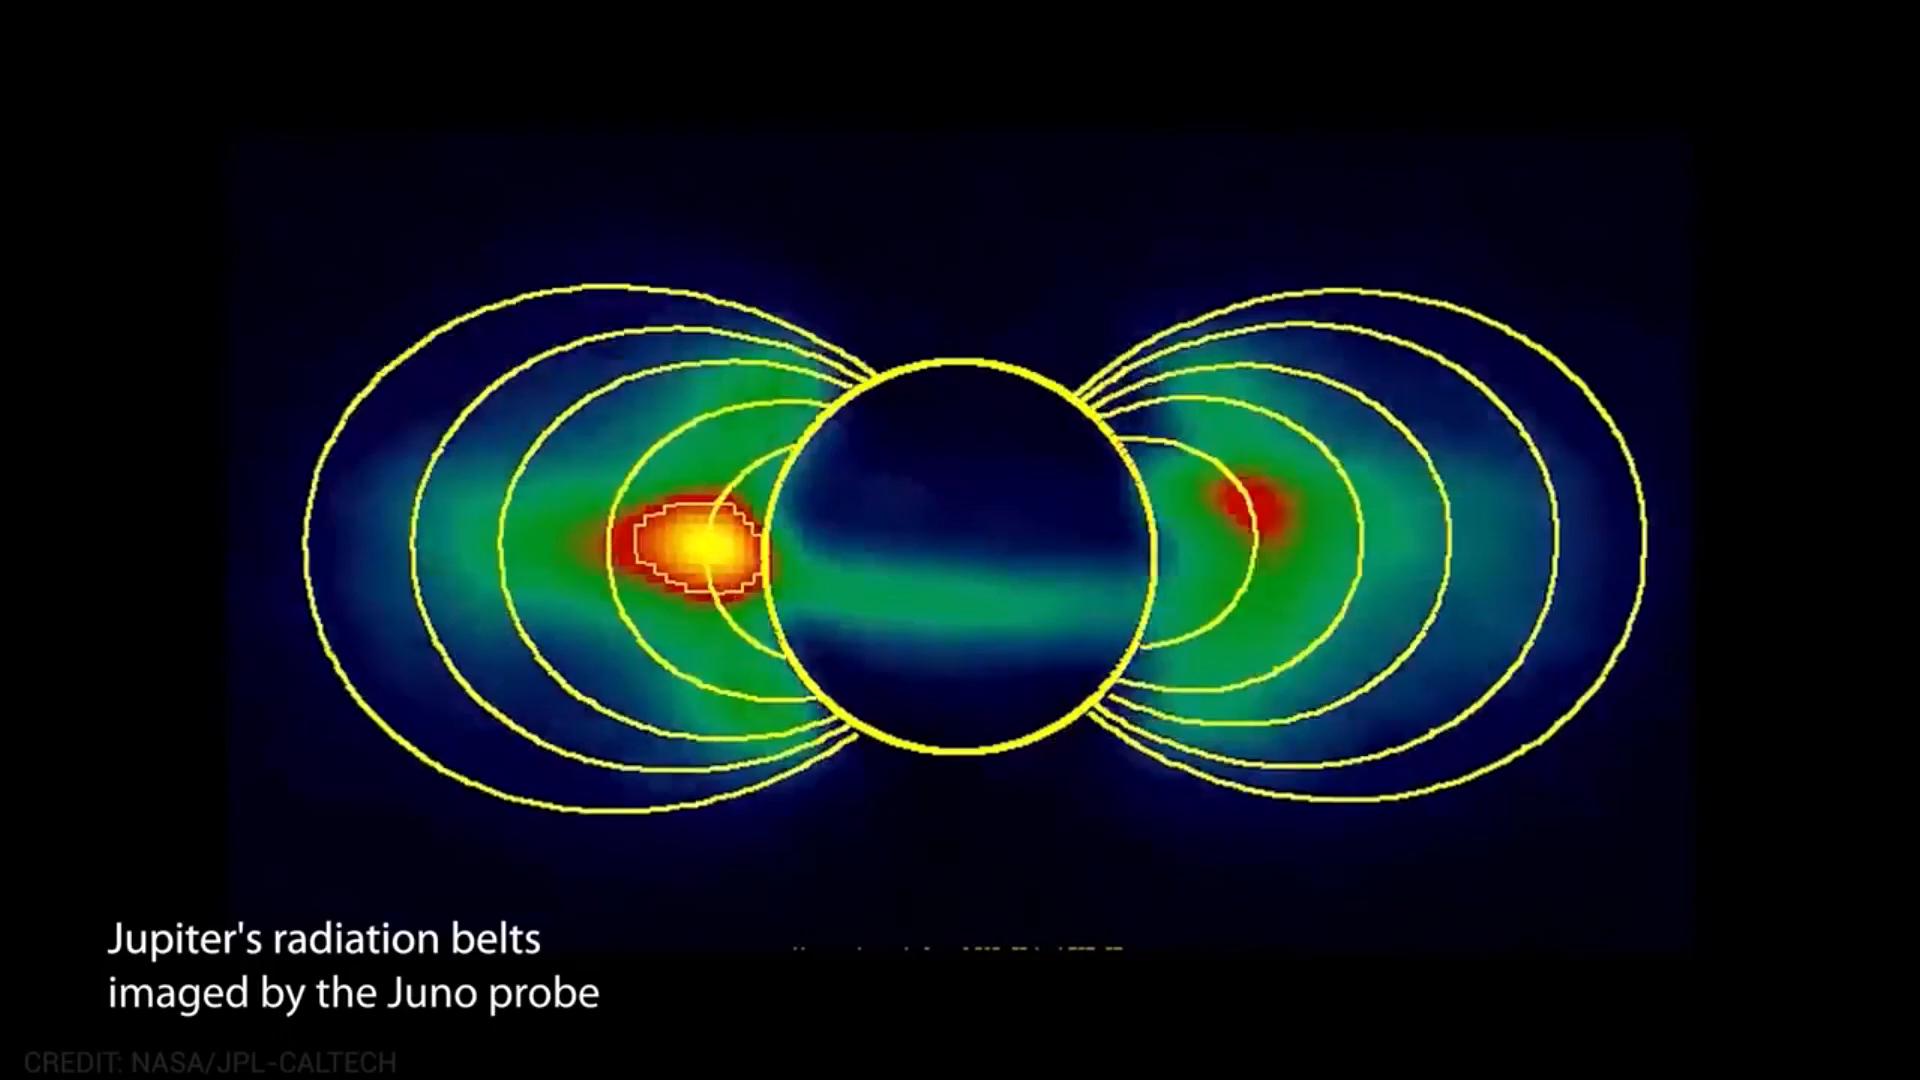 Jupiter's radiation belts
imaged by the Juno probe
CREDIT: NASA/JPL-CALTECH